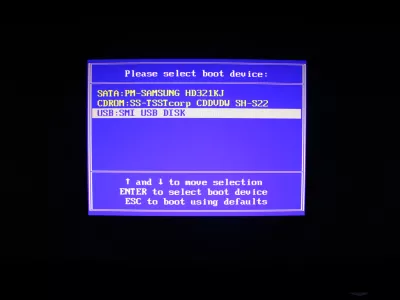 Please select boot device:
SATA:PM-SAMSUNG HD321KJ
CDROM:SS-TSSTcorp CDDVDW SH-S22
USB:SMI USB DISK
↑ and ↓ to move selection
ENTER to select boot device
ESC to boot using defaults